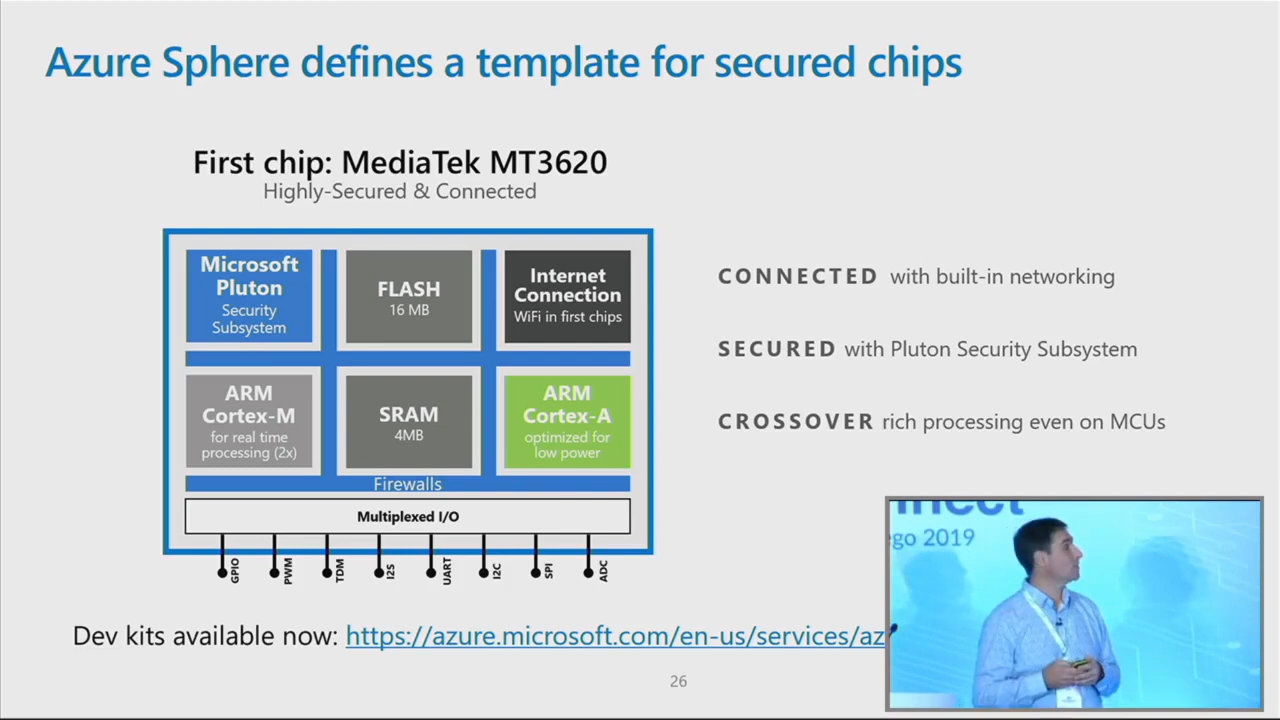 Azure Sphere defines a template for secured chips
First chip: MediaTek MT3620
Highly-Secured & Connected
Microsoft
Pluton
Security
Subsystem
FLASH
16 MB
Internet
Connection
WiFi in first chips
ARM
Cortex-M
for real time
processing (2x)
SRAM
4MB
ARM
Cortex-A
optimized for
low power
Firewalls
Multiplexed I/O
GPIO
PWM
TDM
I2S
UART
I2C
SPI
ADC
CONNECTED with built-in networking
SECURED with Pluton Security Subsystem
CROSSOVER rich processing even on MCUs
Dev kits available now: https://azure.microsoft.com/en-us/services/az
26
nnect
ego 2019